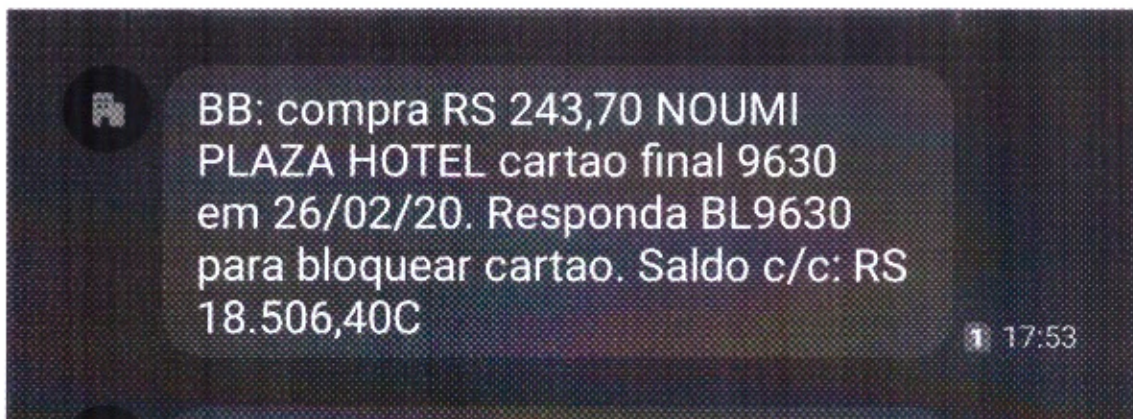 BB: compra RS 243,70 NOUMI
PLAZA HOTEL cartao final 9630
em 26/02/20. Responda BL9630
para bloquear cartao. Saldo c/c: RS
18.506,40C
1 17:53